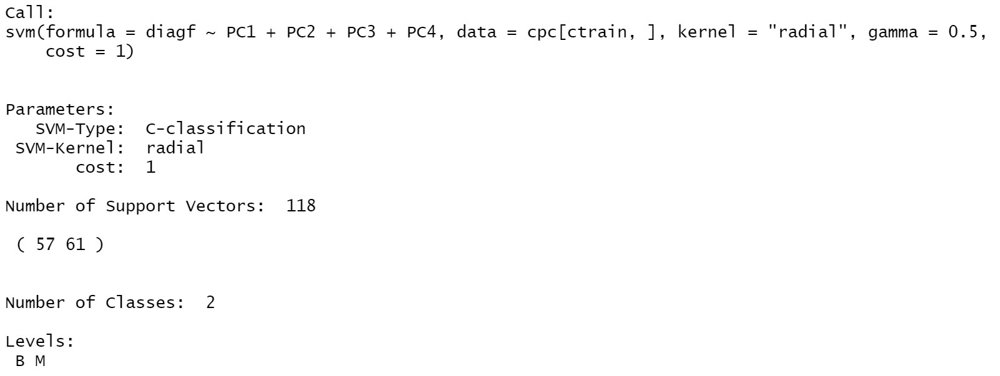 Call:
svm(formula = diagf ~ PC1 + PC2 + PC3 + PC4, data = cpc[ctrain, ], kernel = "radial", gamma = 0.5,
    cost = 1)
Parameters:
   SVM-Type:  C-classification
 SVM-Kernel:  radial
       cost:  1
Number of Support Vectors:  118
 ( 57 61 )
Number of Classes:  2
Levels:
 B M